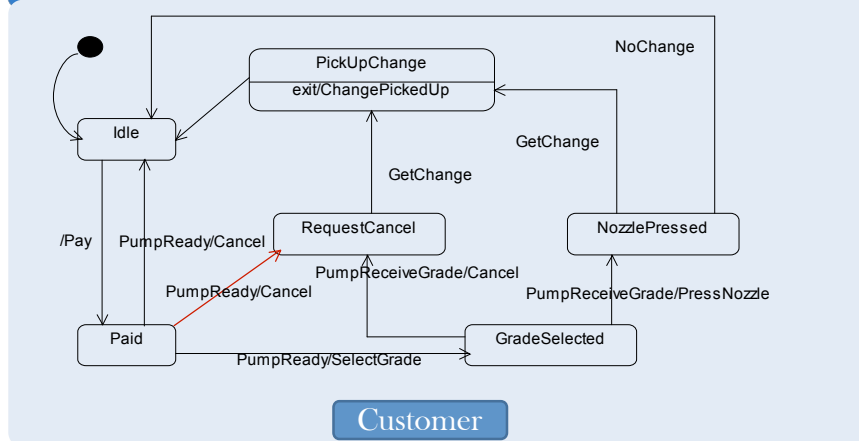 NoChange
PickUpChange
exit/ChangePickedUp
Idle
GetChange
GetChange
RequestCancel
NozzlePressed
/Pay
PumpReady/Cancel
PumpReceiveGrade/Cancel
PumpReady/Cancel
PumpReceiveGrade/PressNozzle
Paid
GradeSelected
PumpReady/SelectGrade
Customer